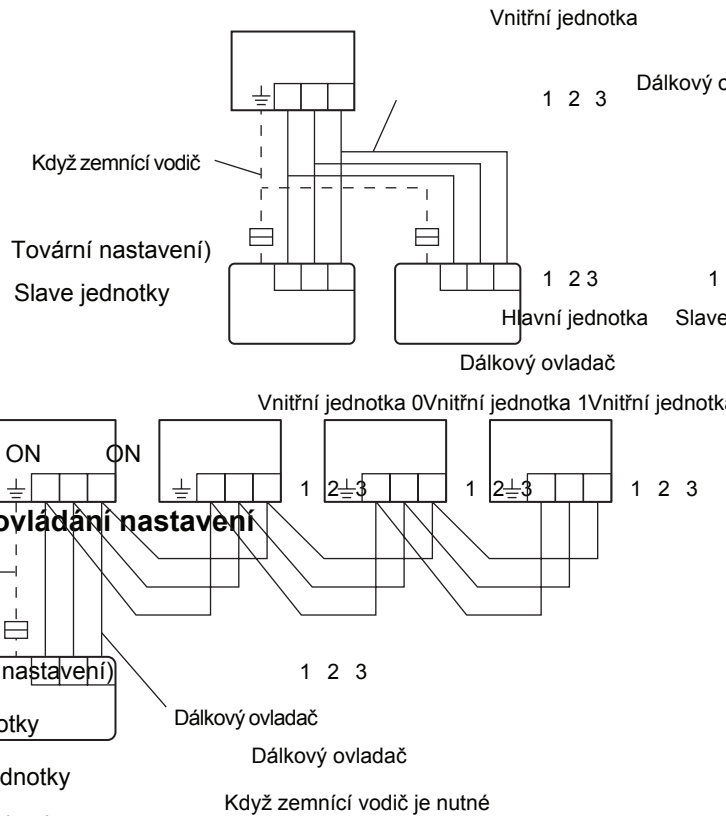 Vnitřní jednotka
Dálkový
1 2 3
Když zemnící vodič
Tovární nastavení)
Slave jednotky
1 2 3
1
Hlavní jednotka
Slave
Dálkový ovladač
Vnitřní jednotka 0Vnitřní jednotka 1Vnitřní jednotka
ON
ON
1 2 3
1 2 3
1 2 3
ovládání nastavení
nastavení)
1 2 3
Dálkový ovladač
Dálkový ovladač
Když zemnící vodič je nutné